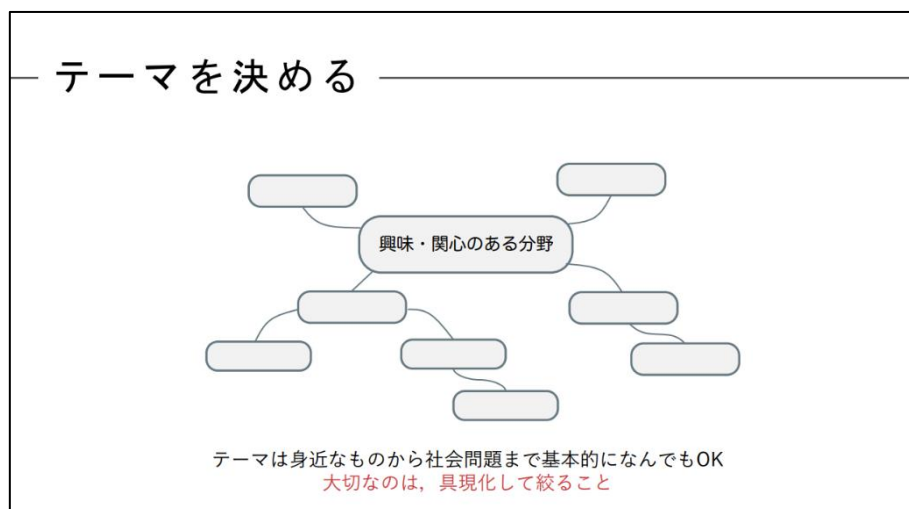 テーマを決める
興味・関心のある分野
テーマは身近なものから社会問題まで基本的になんでもOK
大切なのは，具現化して絞ること